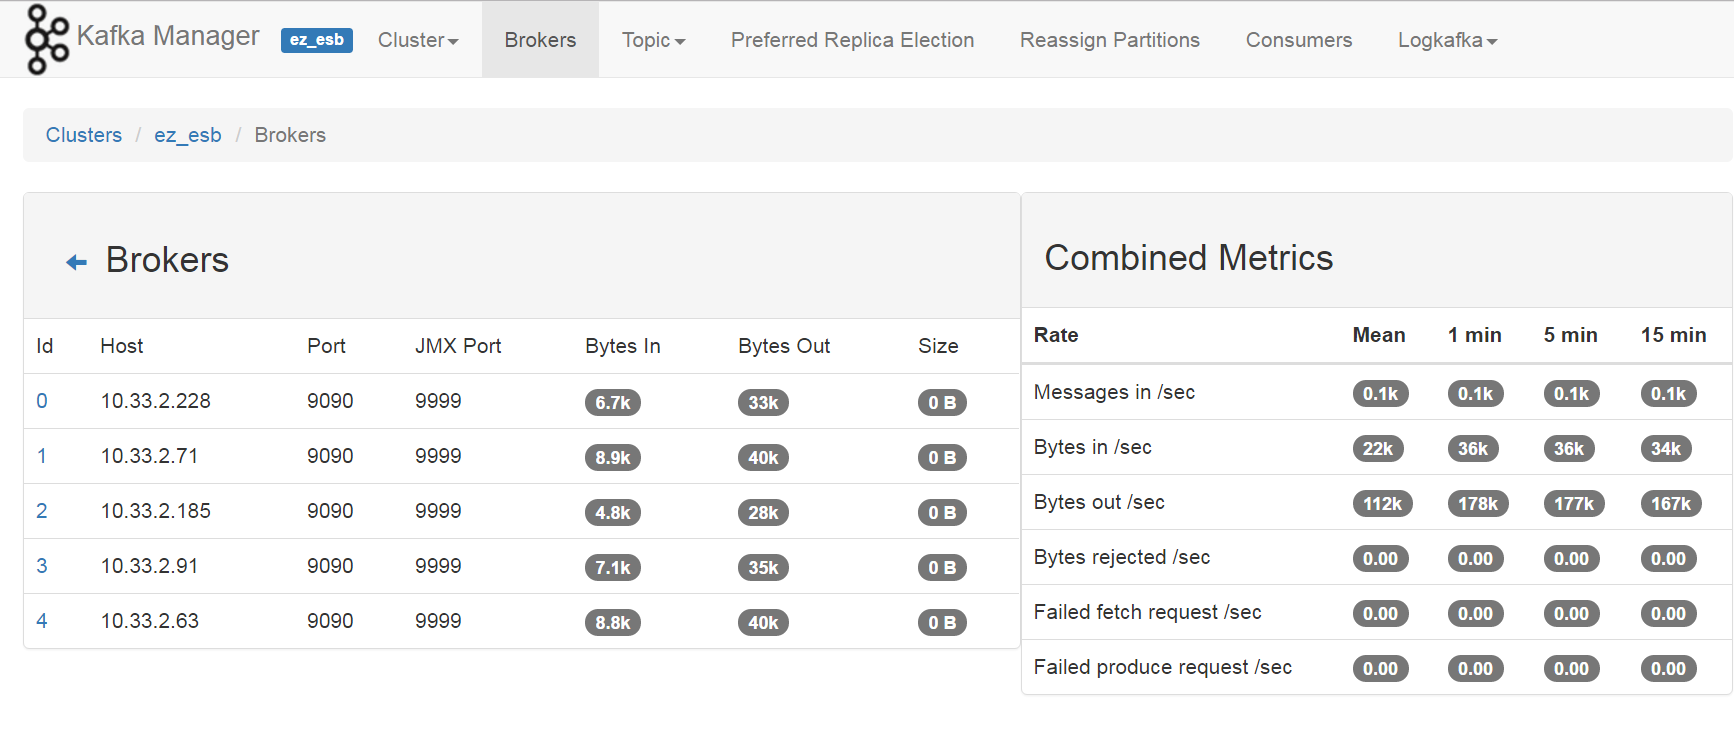 Kafka Manager ez_esb Cluster Brokers Topic Preferred Replica Election Reassign Partitions Consumers Logkafka
Clusters / ez_esb / Brokers
Brokers
Id Host Port JMX Port Bytes In Bytes Out Size
0 10.33.2.228 9090 9999 6.7k 33k 0 B
1 10.33.2.71 9090 9999 8.9k 40k 0 B
2 10.33.2.185 9090 9999 4.8k 28k 0 B
3 10.33.2.91 9090 9999 7.1k 35k 0 B
4 10.33.2.63 9090 9999 8.8k 40k 0 B
Combined Metrics
Rate Mean 1 min 5 min 15 min
Messages in /sec 0.1k 0.1k 0.1k 0.1k
Bytes in /sec 22k 36k 36k 34k
Bytes out /sec 112k 178k 177k 167k
Bytes rejected /sec 0.00 0.00 0.00 0.00
Failed fetch request /sec 0.00 0.00 0.00 0.00
Failed produce request /sec 0.00 0.00 0.00 0.00